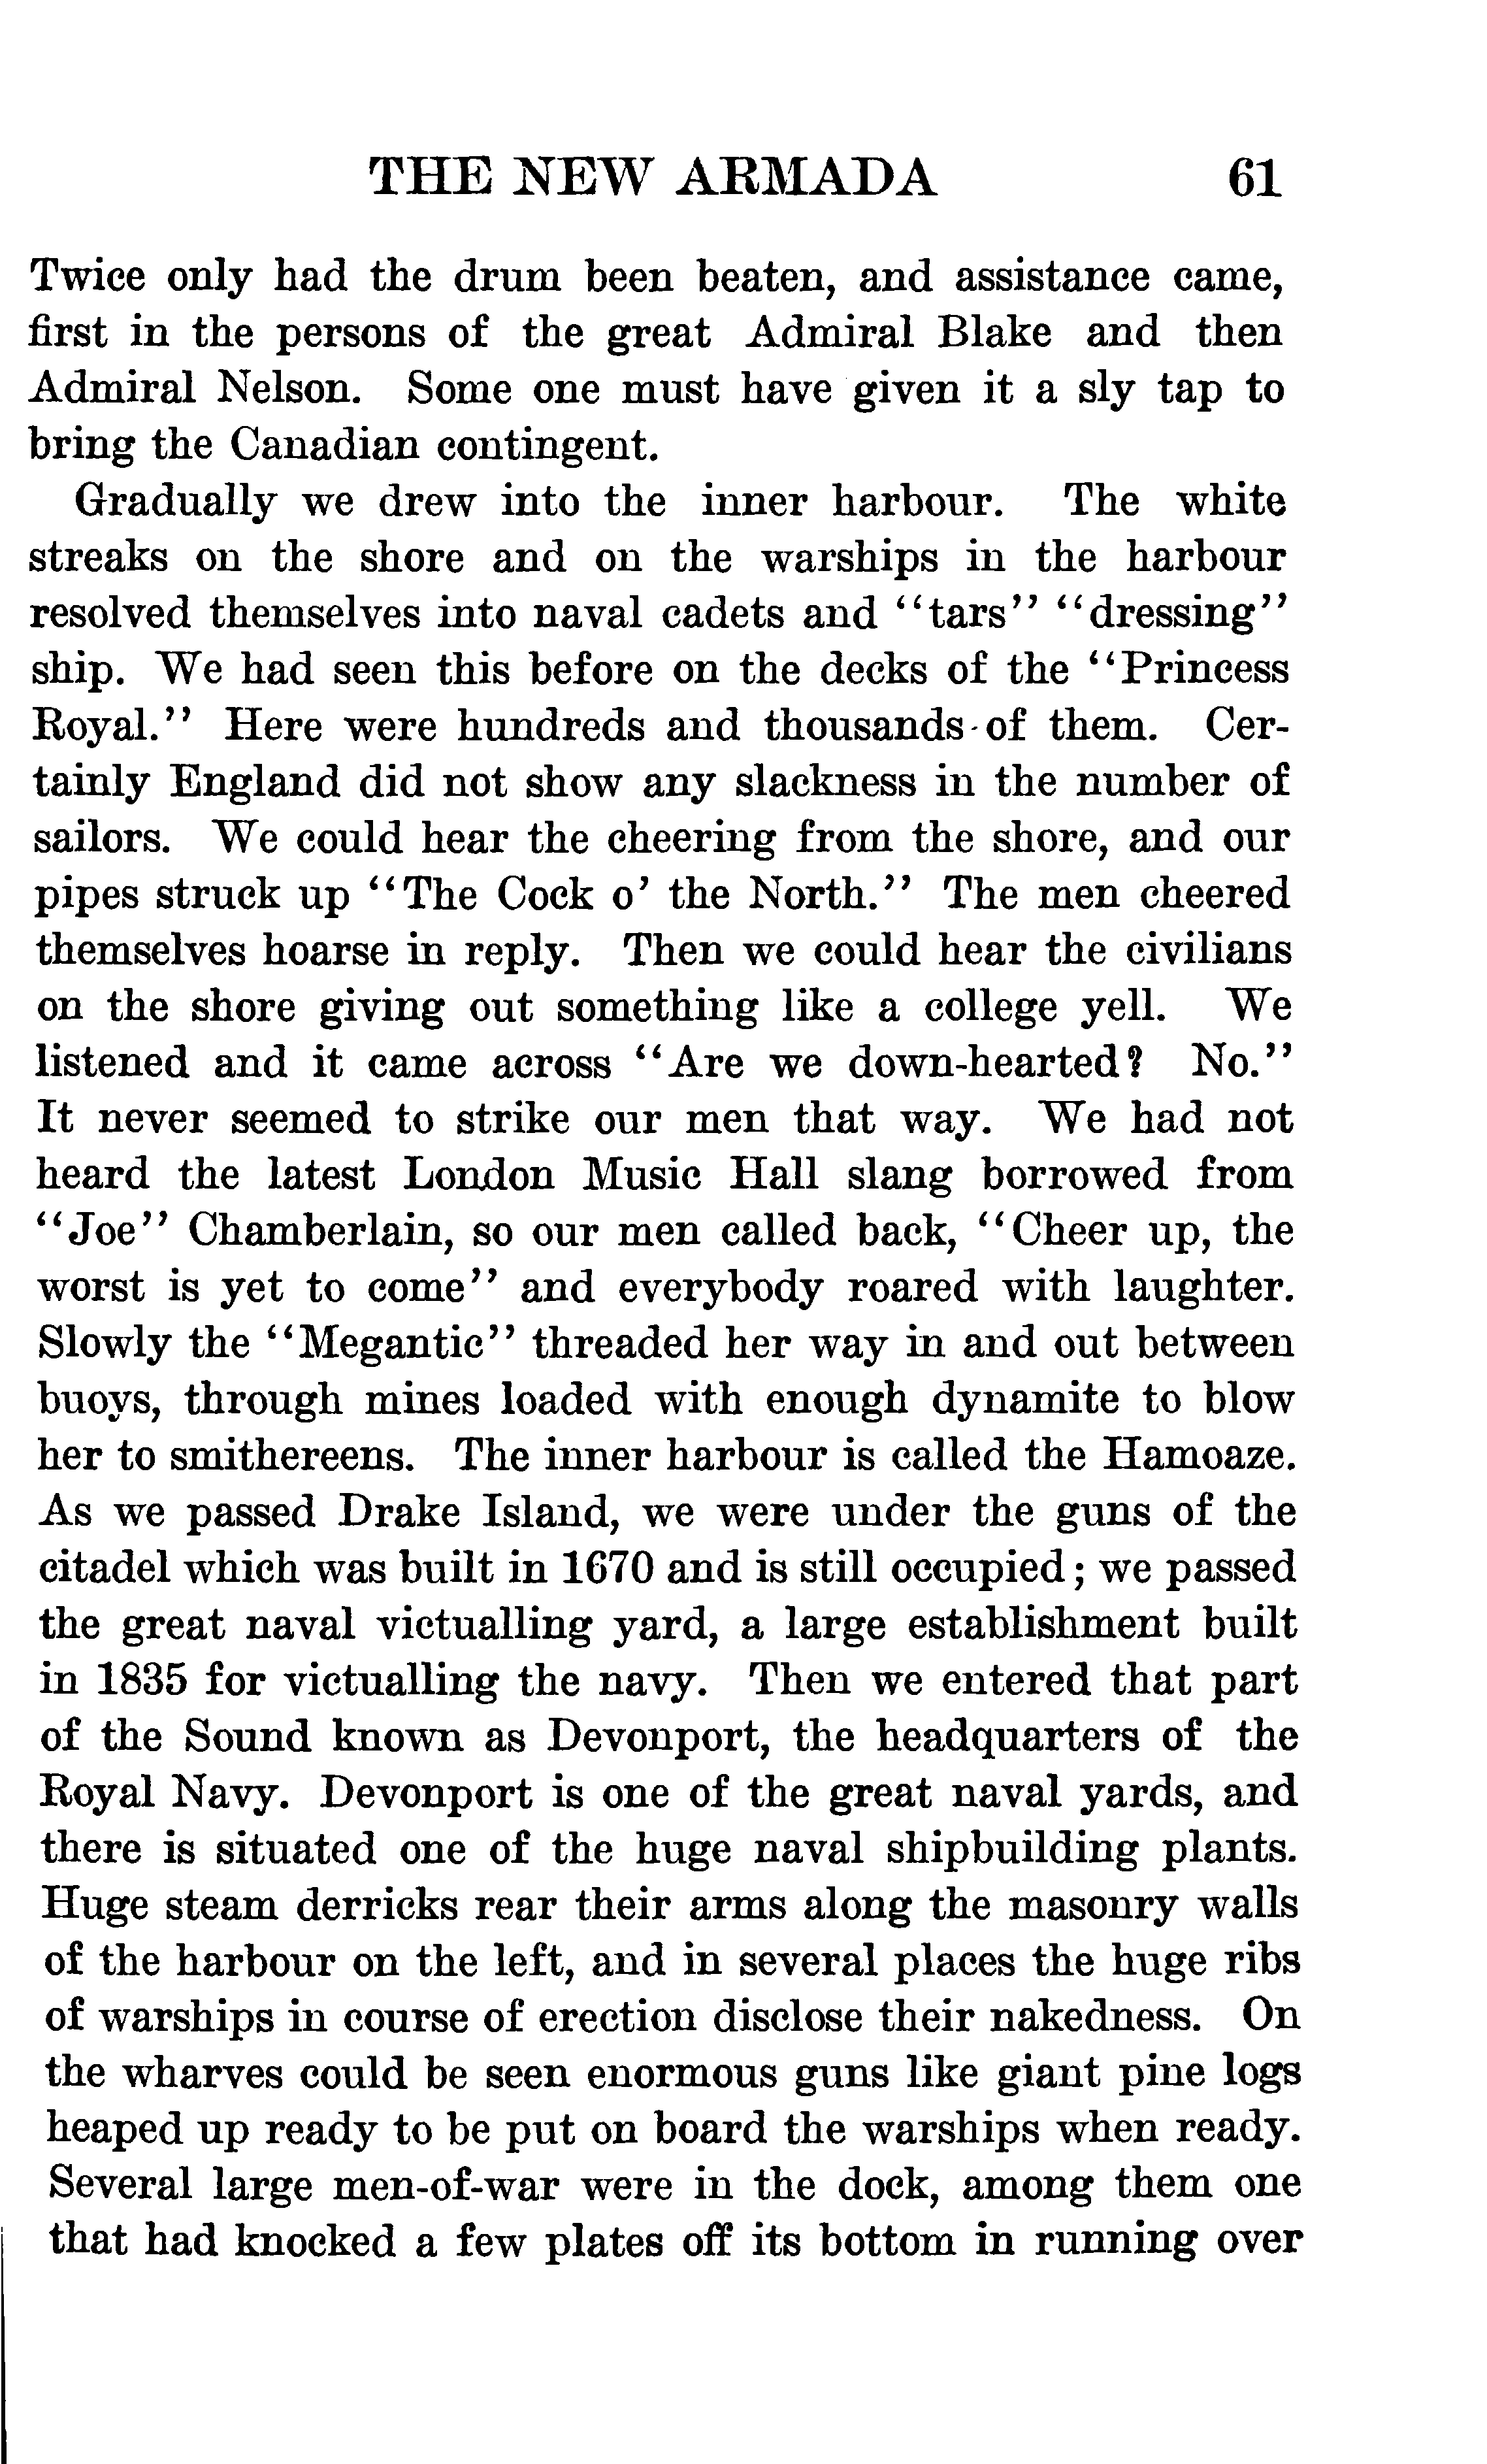 THE NEW ARMADA 61
Twice only had the drum been beaten, and assistance came,
first in the persons of the great Admiral Blake and then
Admiral Nelson. Some one must have given it a sly tap to
bring the Canadian contingent.
Gradually we drew into the inner harbour. The white
streaks on the shore and on the warships in the harbour
resolved themselves into naval cadets and "tars" "dressing"
ship. We had seen this before on the decks of the "Princess
Royal." Here were hundreds and thousands of them. Cer-
tainly England did not show any slackness in the number of
sailors. We could hear the cheering from the shore, and our
pipes struck up "The Cock o' the North." The men cheered
themselves hoarse in reply. Then we could hear the civilians
on the shore giving out something like a college yell. We
listened and it came across "Are we down-hearted? No."
It never seemed to strike our men that way. We had not
heard the latest London Music Hall slang borrowed from
"Joe" Chamberlain, so our men called back, "Cheer up, the
worst is yet to come" and everybody roared with laughter.
Slowly the "Megantic" threaded her way in and out between
buoys, through mines loaded with enough dynamite to blow
her to smithereens. The inner harbour is called the Hamoaze.
As we passed Drake Island, we were under the guns of the
citadel which was built in 1670 and is still occupied; we passed
the great naval victualling yard, a large establishment built
in 1835 for victualling the navy. Then we entered that part
of the Sound known as Devonport, the headquarters of the
Royal Navy. Devonport is one of the great naval yards, and
there is situated one of the huge naval shipbuilding plants.
Huge steam derricks rear their arms along the masonry walls
of the harbour on the left, and in several places the huge ribs
of warships in course of erection disclose their nakedness. On
the wharves could be seen enormous guns like giant pine logs
heaped up ready to be put on board the warships when ready.
Several large men-of-war were in the dock, among them one
that had knocked a few plates off its bottom in running over